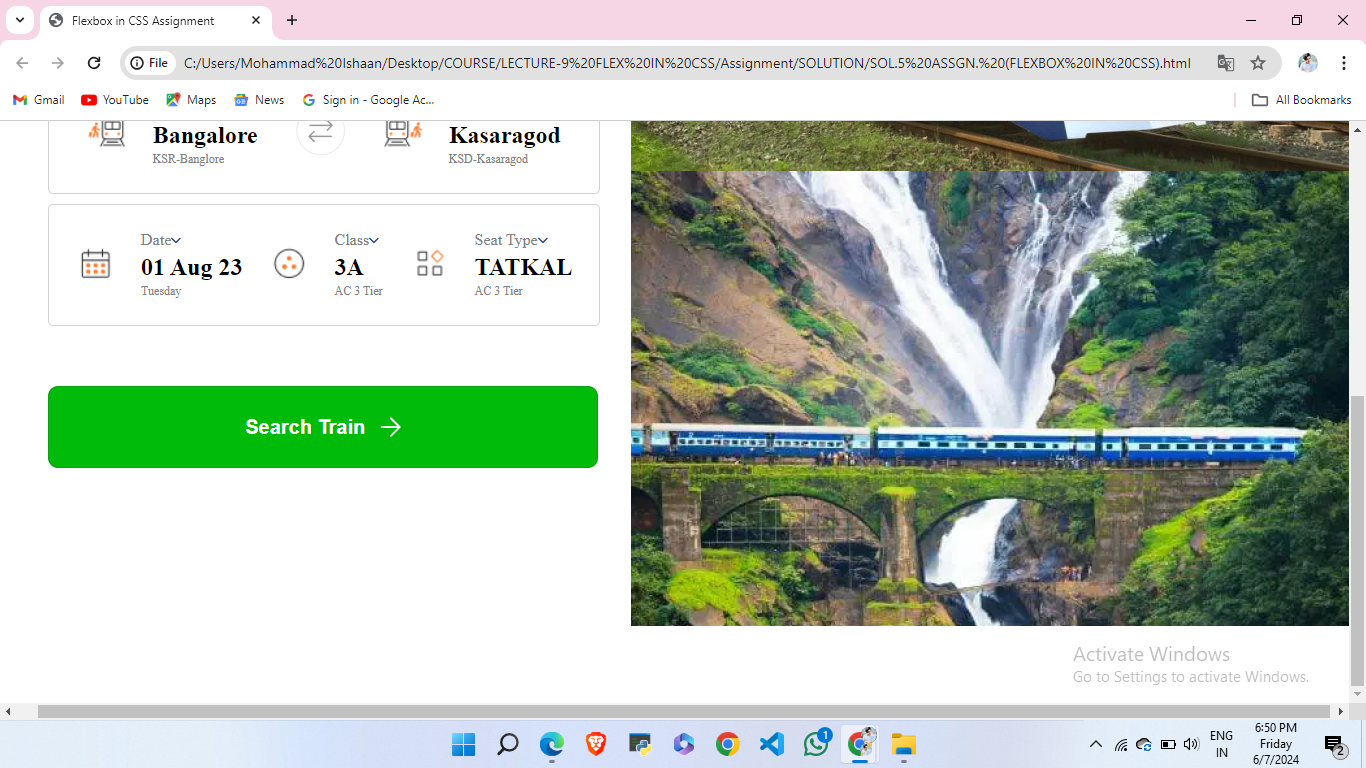 Flexbox in CSS Assignment
File
C:/Users/Mohammad%20Ishaan/Desktop/COURSE/LECTURE-9%20FLEX%20IN%20CSS/Assignment/SOLUTION/SOL.5%20ASSGN.%20(FLEXBOX%20IN%20CSS).html
Gmail YouTube Maps News Sign in - Google Ac... All Bookmarks
Bangalore Kasaragod
KSR-Banglore KSD-Kasaragod
Date Class Seat Type
01 Aug 23 3A TATKAL
Tuesday AC 3 Tier AC 3 Tier
Search Train
Activate Windows
Go to Settings to activate Windows.
1
ENG
IN
6:50 PM
Friday
6/7/2024
2